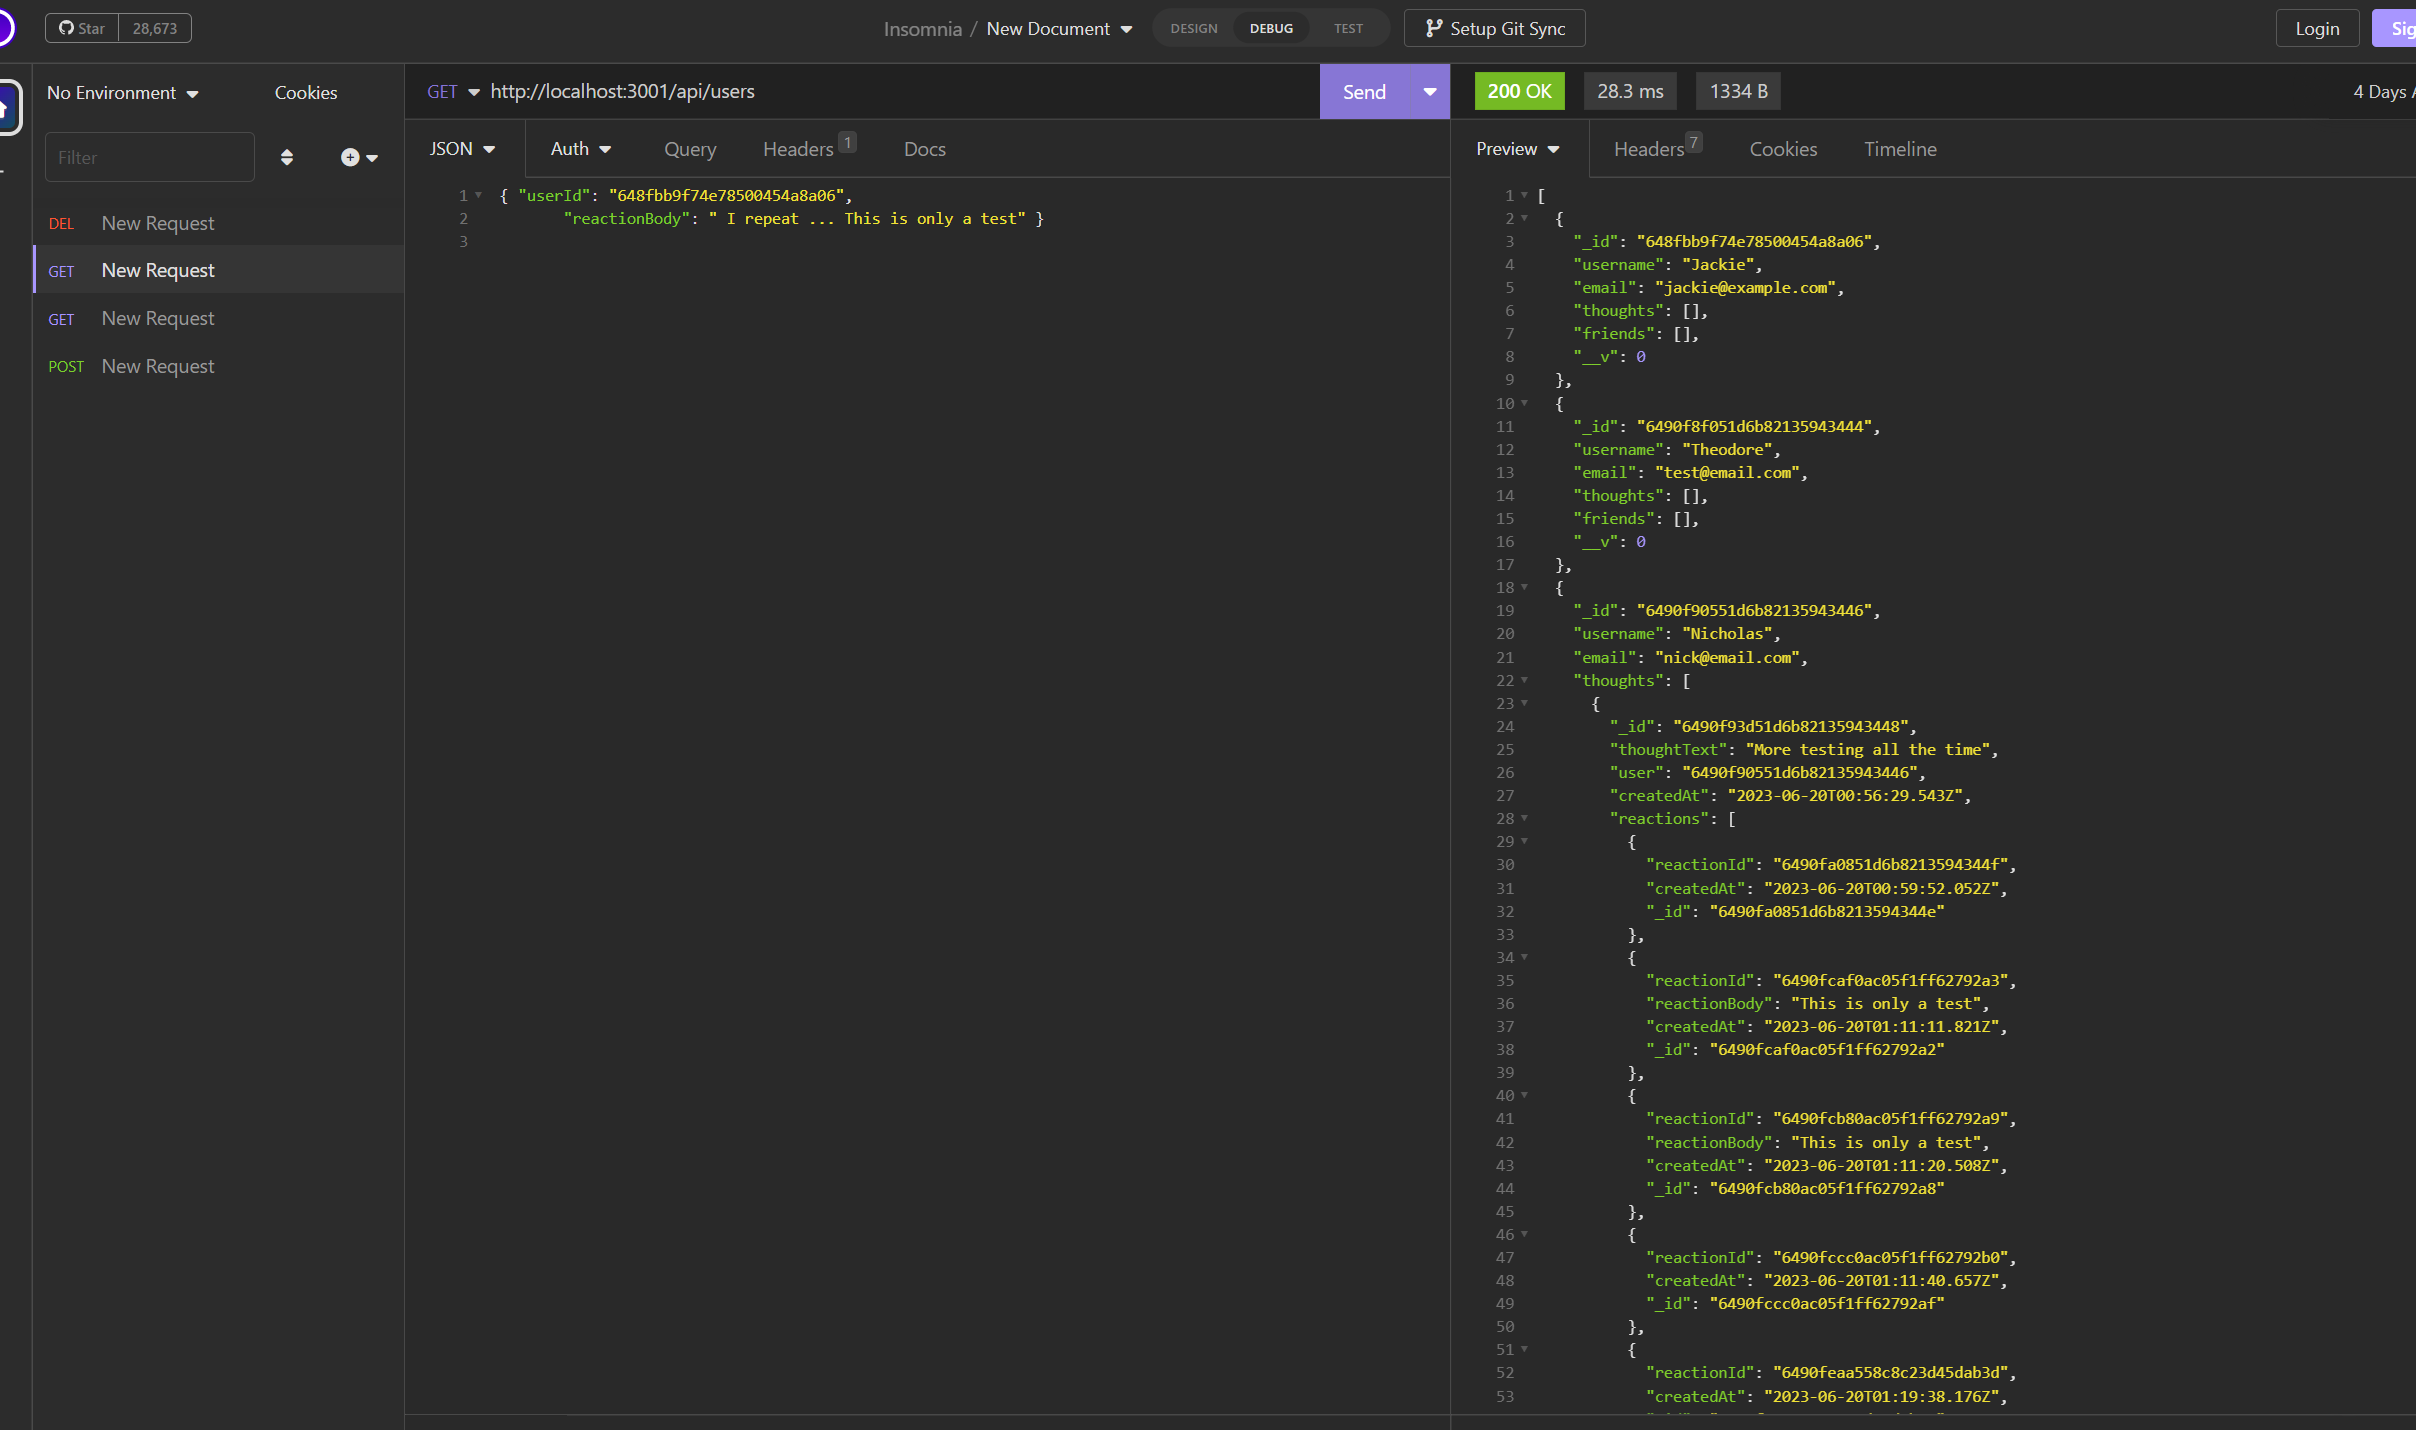 Star 28,673
Insomnia / New Document
DESIGN DEBUG TEST
Setup Git Sync
Login
No Environment
Cookies
Filter
DEL New Request
GET New Request
GET New Request
POST New Request
GET http://localhost:3001/api/users
Send
JSON Auth Query Headers 1 Docs
1 { "userId": "648fbb9f74e78500454a8a06",
2 "reactionBody": " I repeat ... This is only a test" }
3
200 OK 28.3 ms 1334 B 4 Days
Preview Headers 7 Cookies Timeline
1 [
2 {
3 "_id": "648fbb9f74e78500454a8a06",
4 "username": "Jackie",
5 "email": "jackie@example.com",
6 "thoughts": [],
7 "friends": [],
8 "__v": 0
9 },
10 {
11 "_id": "6490f8f051d6b82135943444",
12 "username": "Theodore",
13 "email": "test@email.com",
14 "thoughts": [],
15 "friends": [],
16 "__v": 0
17 },
18 {
19 "_id": "6490f90551d6b82135943446",
20 "username": "Nicholas",
21 "email": "nick@email.com",
22 "thoughts": [
23 {
24 "_id": "6490f93d51d6b82135943448",
25 "thoughtText": "More testing all the time",
26 "user": "6490f90551d6b82135943446",
27 "createdAt": "2023-06-20T00:56:29.543Z",
28 "reactions": [
29 {
30 "reactionId": "6490fa0851d6b8213594344f",
31 "createdAt": "2023-06-20T00:59:52.052Z",
32 "_id": "6490fa0851d6b8213594344e"
33 },
34 {
35 "reactionId": "6490fcaf0ac05f1ff62792a3",
36 "reactionBody": "This is only a test",
37 "createdAt": "2023-06-20T01:11:11.821Z",
38 "_id": "6490fcaf0ac05f1ff62792a2"
39 },
40 {
41 "reactionId": "6490fcb80ac05f1ff62792a9",
42 "reactionBody": "This is only a test",
43 "createdAt": "2023-06-20T01:11:20.508Z",
44 "_id": "6490fcb80ac05f1ff62792a8"
45 },
46 {
47 "reactionId": "6490fccc0ac05f1ff62792b0",
48 "createdAt": "2023-06-20T01:11:40.657Z",
49 "_id": "6490fccc0ac05f1ff62792af"
50 },
51 {
52 "reactionId": "6490feaa558c8c23d45dab3d",
53 "createdAt": "2023-06-20T01:19:38.176Z",